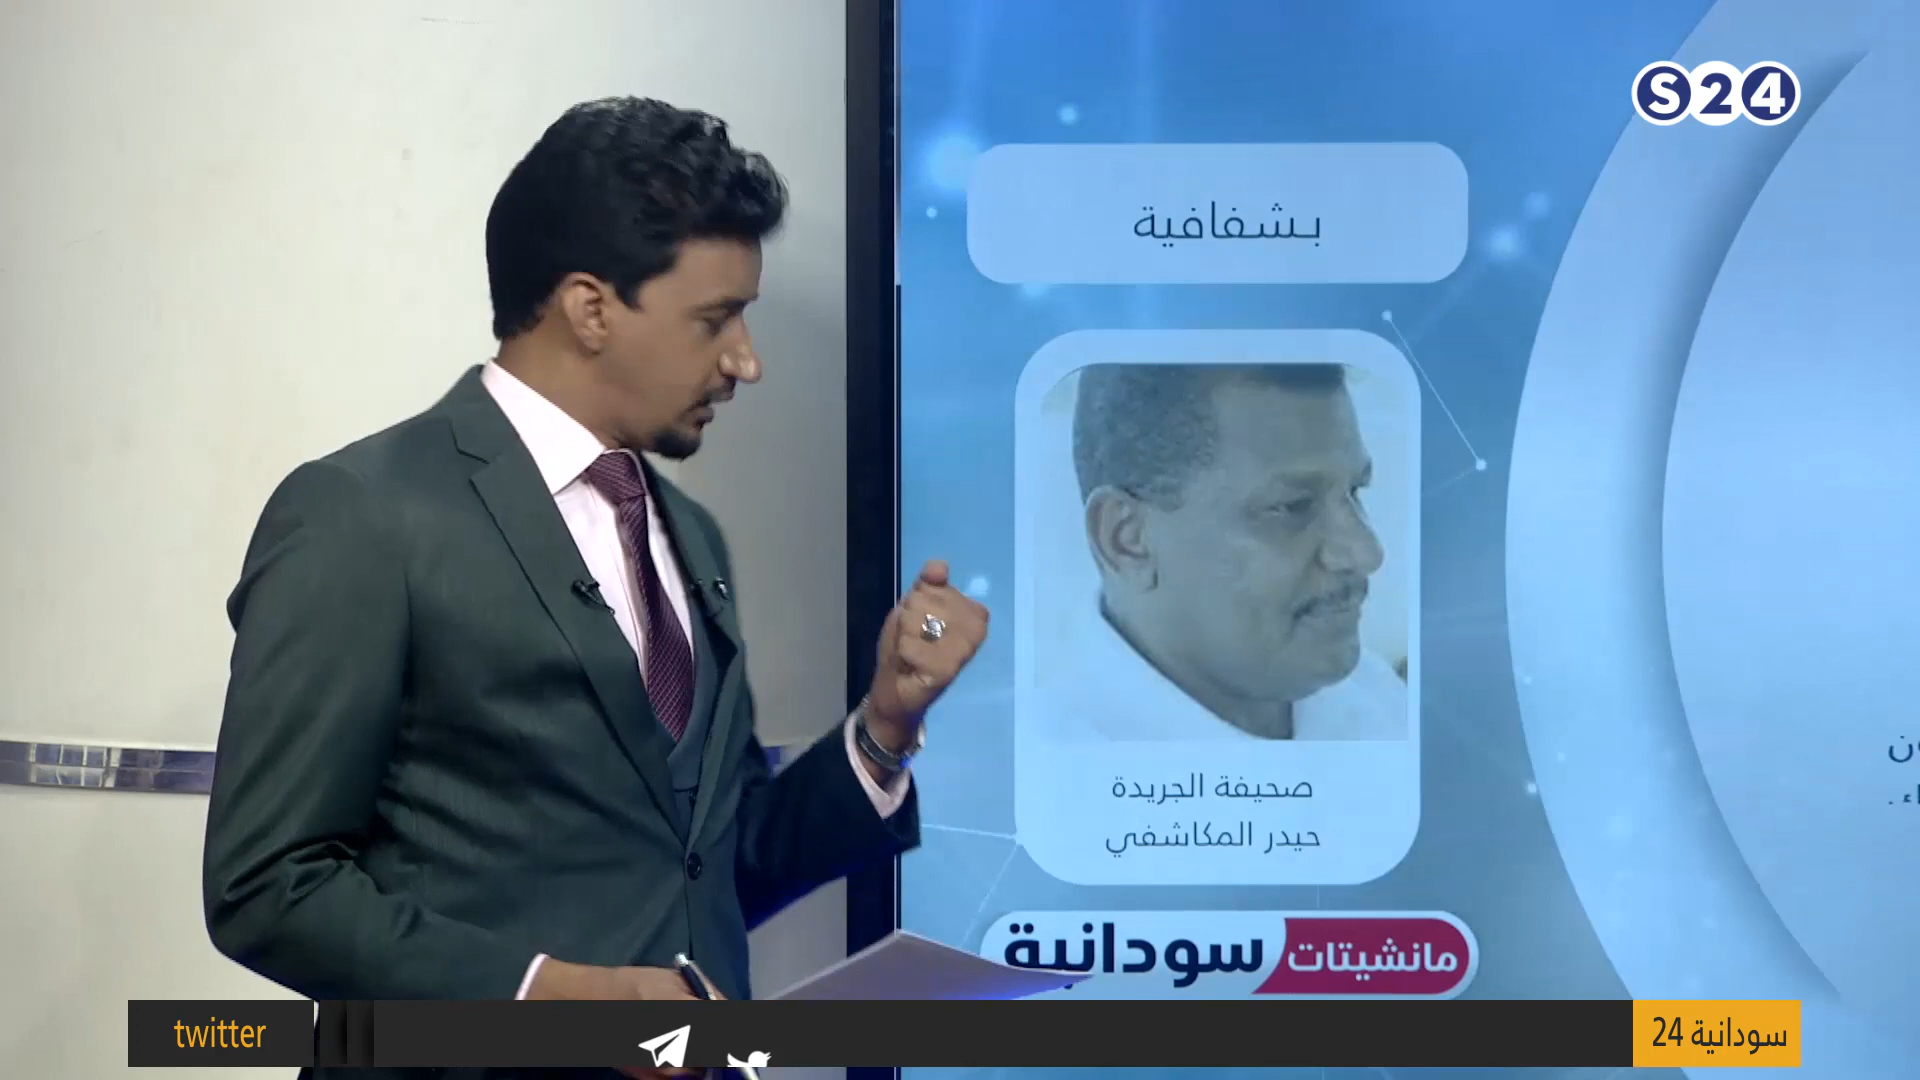 S24
بشفافية
صحيفة الجريدة
حيدر المكاشفي
مانشيتات سودانية
twitter
سودانية 24